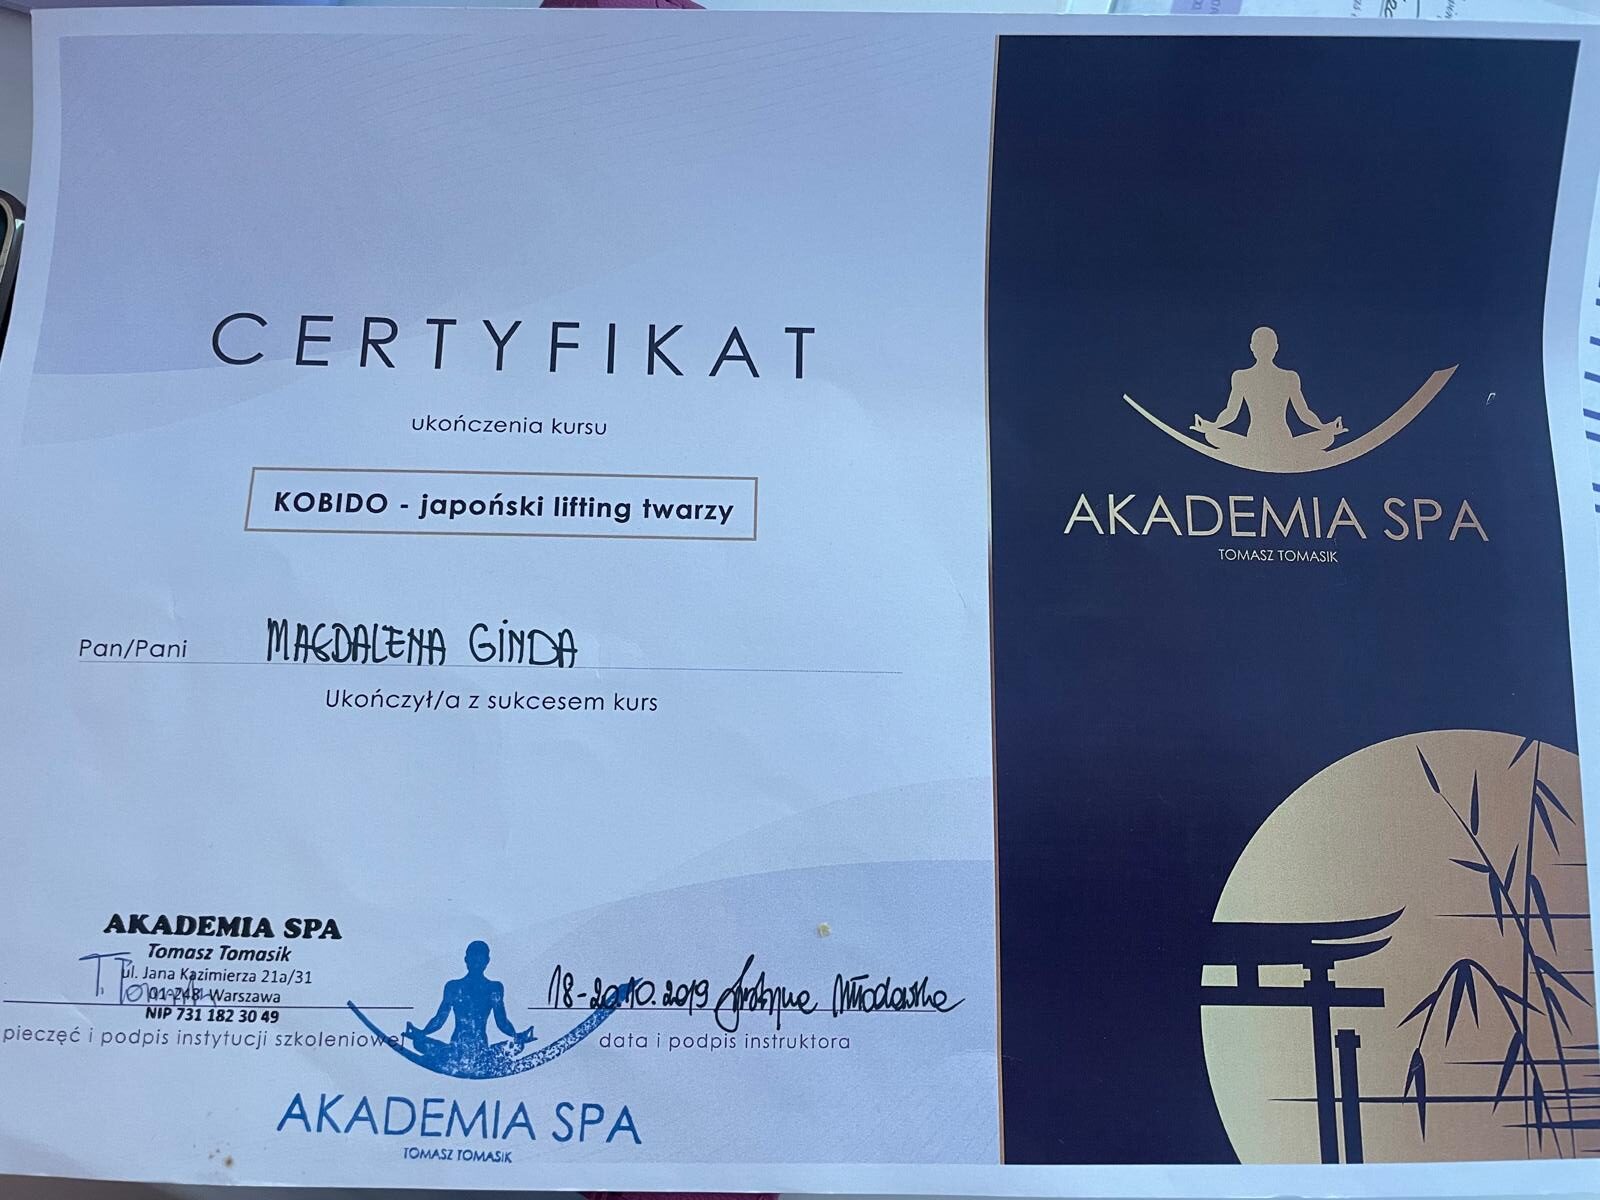 CERTYFIKAT
ukończenia kursu
KOBIDO - japoński lifting twarzy
Pan/Pani MAGDALENA GINDA
Ukończył/a z sukcesem kurs
AKADEMIA SPA
Tomasz Tomasik
ul. Jana Kazimierza 21a/31
01-248 Warszawa
NIP 731 182 30 49
pieczęć i podpis instytucji szkoleniowej
18-20.10.2019
data i podpis instruktora
AKADEMIA SPA
TOMASZ TOMASIK
AKADEMIA SPA
TOMASZ TOMASIK